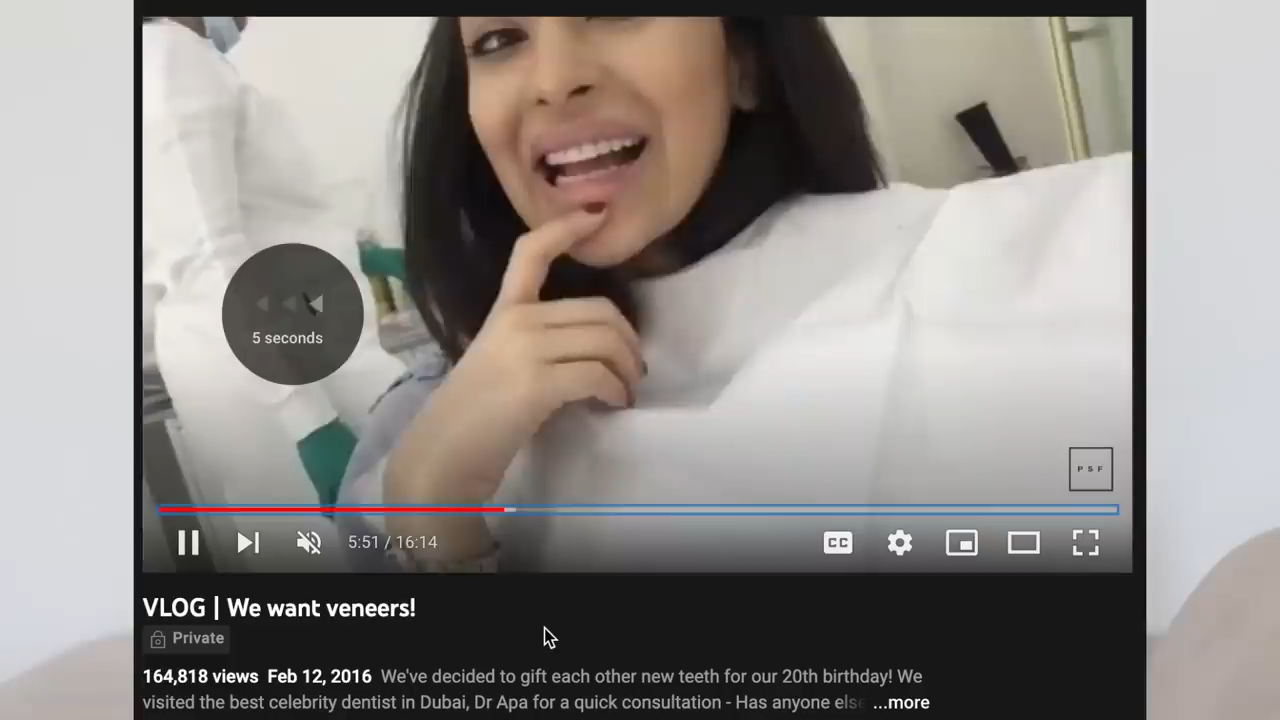 5 seconds
P S F
5:51 / 16:14
CC
VLOG | We want veneers!
Private
164,818 views Feb 12, 2016 We've decided to gift each other new teeth for our 20th birthday! We
visited the best celebrity dentist in Dubai, Dr Apa for a quick consultation - Has anyone else ...more